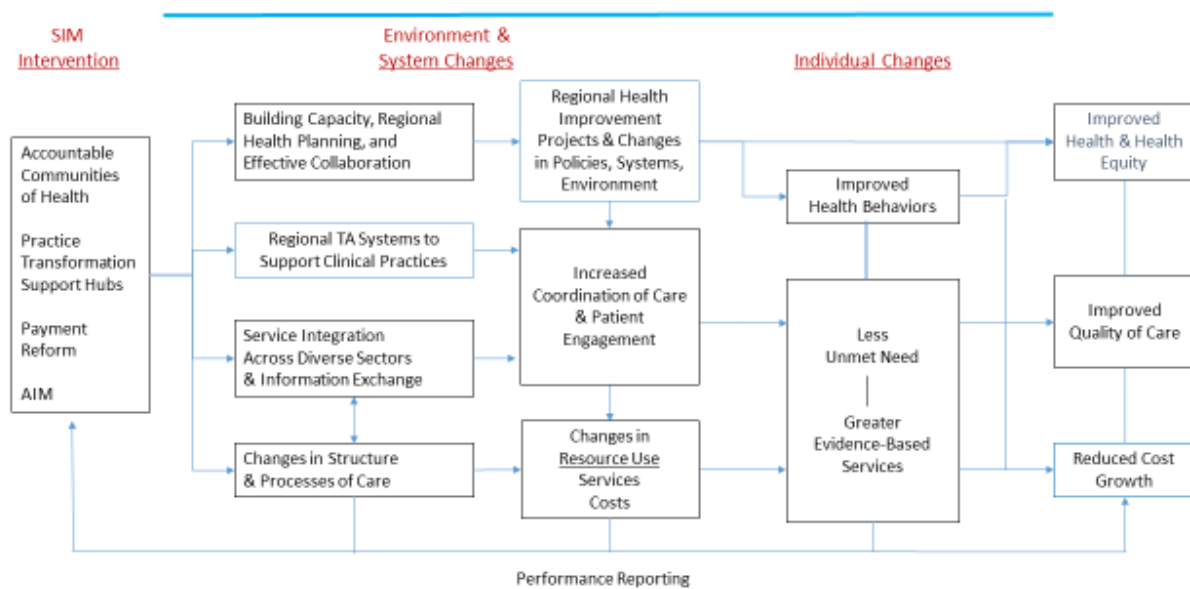 SIM
Intervention
Environment &
System Changes
Individual Changes
Accountable
Communities
of Health
Practice
Transformation
Support Hubs
Payment
Reform
AIM
Building Capacity, Regional
Health Planning, and
Effective Collaboration
Regional TA Systems to
Support Clinical Practices
Service Integration
Across Diverse Sectors
& Information Exchange
Changes in Structure
& Processes of Care
Regional Health
Improvement
Projects & Changes
in Policies, Systems,
Environment
Increased
Coordination of Care
& Patient
Engagement
Changes in
Resource Use
Services
Costs
Improved
Health Behaviors
Less
Unmet Need
Greater
Evidence-Based
Services
Improved
Health & Health
Equity
Improved
Quality of Care
Reduced Cost
Growth
Performance Reporting